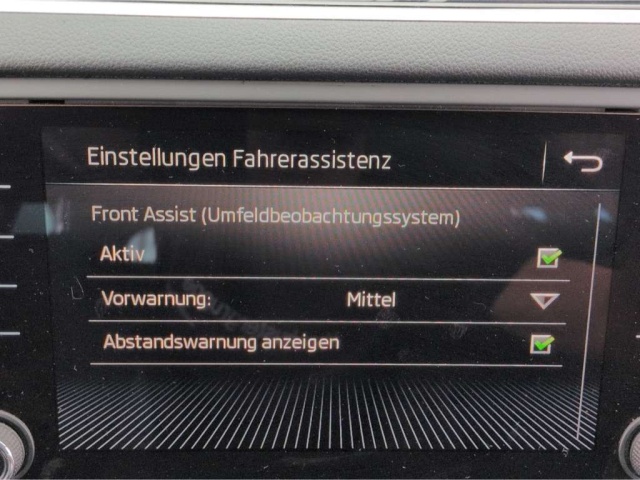 Einstellungen Fahrerassistenz
Front Assist (Umfeldbeobachtungssystem)
Aktiv
Vorwarnung: Mittel
Abstandswarnung anzeigen